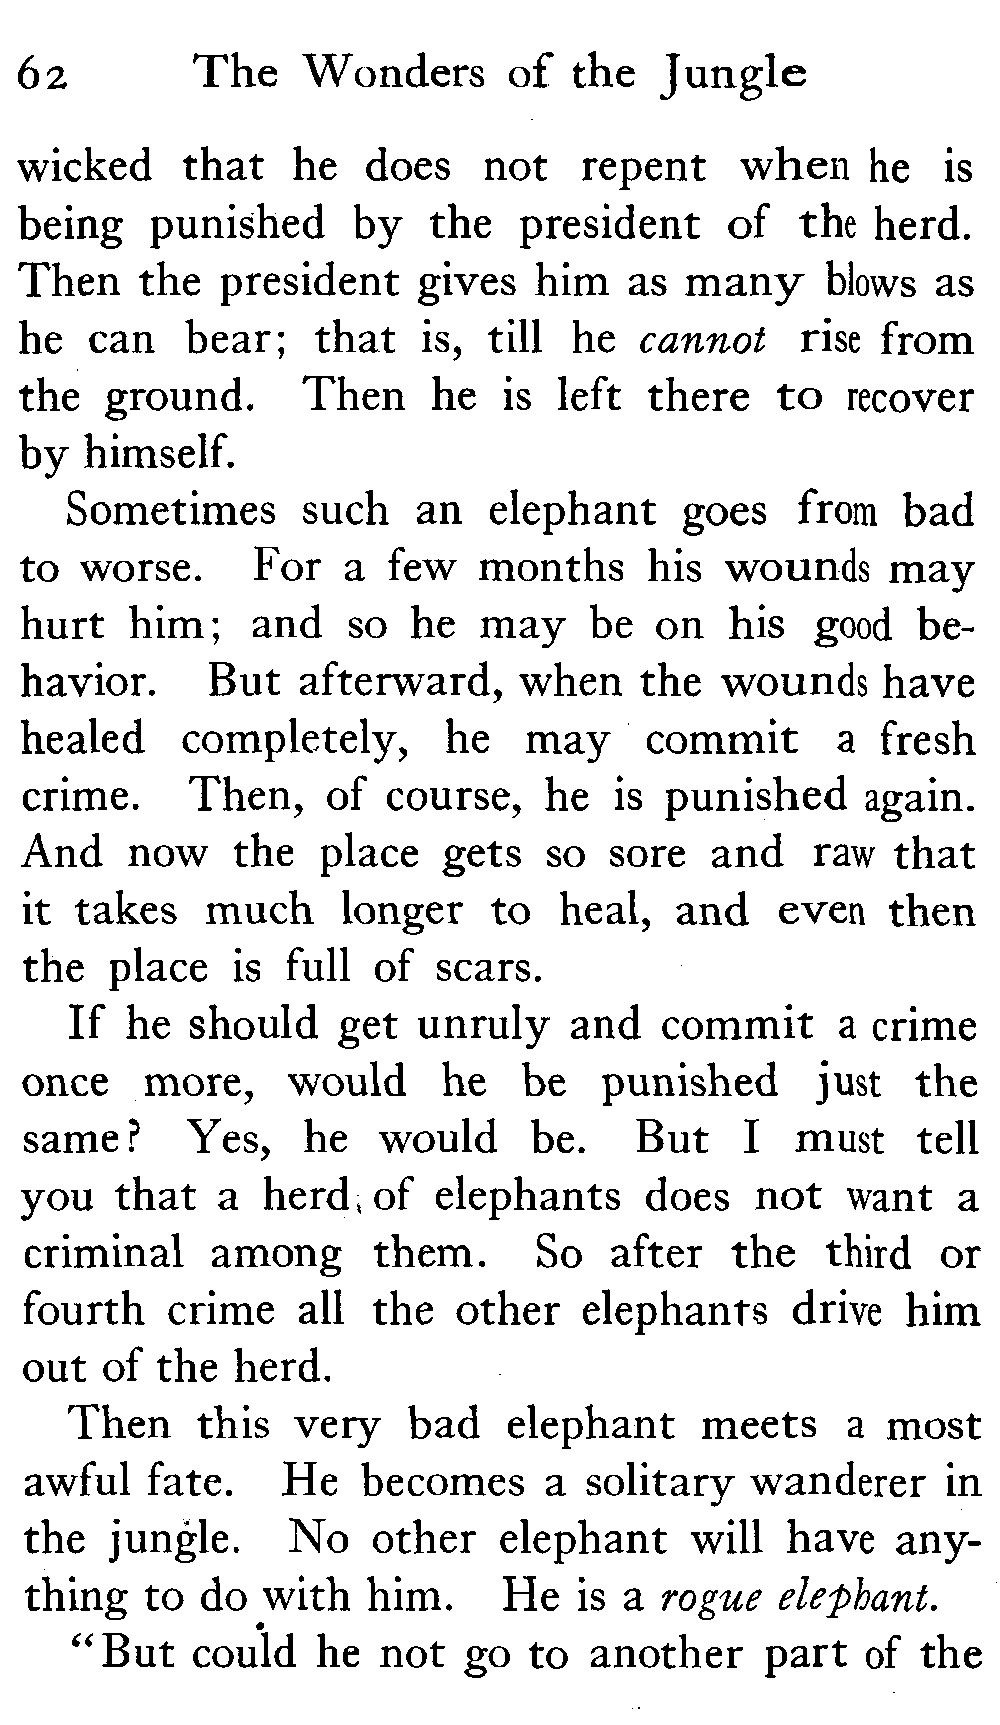 62 The Wonders of the Jungle
wicked that he does not repent when he is
being punished by the president of the herd.
Then the president gives him as many blows as
he can bear; that is, till he cannot rise from
the ground. Then he is left there to recover
by himself.
Sometimes such an elephant goes from bad
to worse. For a few months his wounds may
hurt him; and so he may be on his good be-
havior. But afterward, when the wounds have
healed completely, he may commit a fresh
crime. Then, of course, he is punished again.
And now the place gets so sore and raw that
it takes much longer to heal, and even then
the place is full of scars.
If he should get unruly and commit a crime
once more, would he be punished just the
same? Yes, he would be. But I must tell
you that a herd of elephants does not want a
criminal among them. So after the third or
fourth crime all the other elephants drive him
out of the herd.
Then this very bad elephant meets a most
awful fate. He becomes a solitary wanderer in
the jungle. No other elephant will have any-
thing to do with him. He is a rogue elephant.
"But could he not go to another part of the